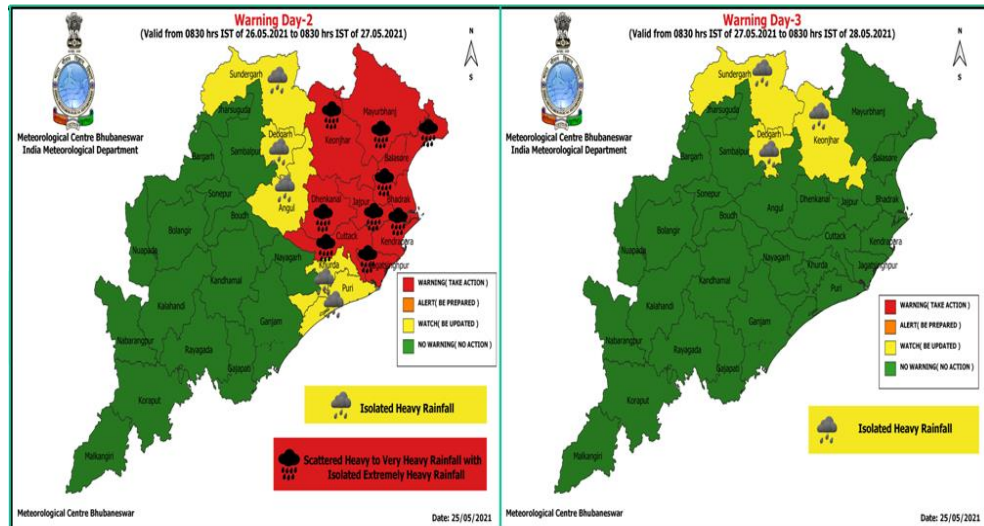 Warning Day-2
(Valid from 0830 hrs IST of 26.05.2021 to 0830 hrs IST of 27.05.2021)
N
S
Meteorological Centre Bhubaneswar
India Meteorological Department
Sundergarh
Jharsuguda
Mayurbhanj
Keonjhar
Deogarh
Bargarh
Sambalpur
Balasare
Sonepur
Angul
Dhenkanal
Jajpur
Bhadrak
Boudh
Bolangir
Cuttack
Kendrapera
Nuapada
Nayagarh
Khurda
Jagatsinghpur
Kandhamal
Puri
Kalahandi
Ganjam
Nabarangpur
Rayagada
Gajapati
Koraput
Malkangiri
WARNING(TAKE ACTION )
ALERT( BE PREPARED )
WATCH( BE UPDATED )
NO WARNING( NO ACTION )
Isolated Heavy Rainfall
Scattered Heavy to Very Heavy Rainfall with
Isolated Extremely Heavy Rainfall
Meteorological Centre Bhubaneswar
Date: 25/05/2021
Warning Day-3
(Valid from 0830 hrs IST of 27.05.2021 to 0830 hrs IST of 28.05.2021)
N
S
Meteorological Centre Bhubaneswar
India Meteorological Department
Sundergarh
Jharsuguda
Mayurbhanj
Deogarh
Keonjhar
Bargarh
Sambalpur
Balasare
Sonepur
Angul
Dhenkanal
Jajpur
Bhadrak
Boudh
Bolangir
Cuttack
Kendrapera
Nuapada
Nayagarh
Khurda
Jagatsinghpur
Kandhamal
Puri
Kalahandi
Ganjam
Nabarangpur
Rayagada
Gajapati
Koraput
Malkangiri
WARNING(TAKE ACTION )
ALERT( BE PREPARED )
WATCH( BE UPDATED )
NO WARNING( NO ACTION )
Isolated Heavy Rainfall
Meteorological Centre Bhubaneswar
Date: 25/05/2021